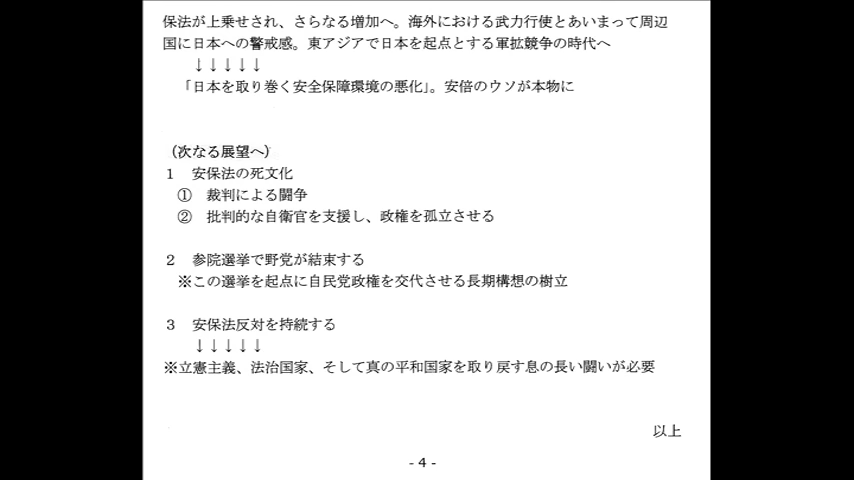 保法が上乗せされ、さらなる増加へ。海外における武力行使とあいまって周辺
国に日本への警戒感。東アジアで日本を起点とする軍拡競争の時代へ
↓↓↓↓↓
「日本を取り巻く安全保障環境の悪化」。安倍のウソが本物に
（次なる展望へ）
１　安保法の死文化
①　裁判による闘争
②　批判的な自衛官を支援し、政権を孤立させる
２　参院選挙で野党が結束する
※この選挙を起点に自民党政権を交代させる長期構想の樹立
３　安保法反対を持続する
↓↓↓↓↓
※立憲主義、法治国家、そして真の平和国家を取り戻す息の長い闘いが必要
以上
- 4 -